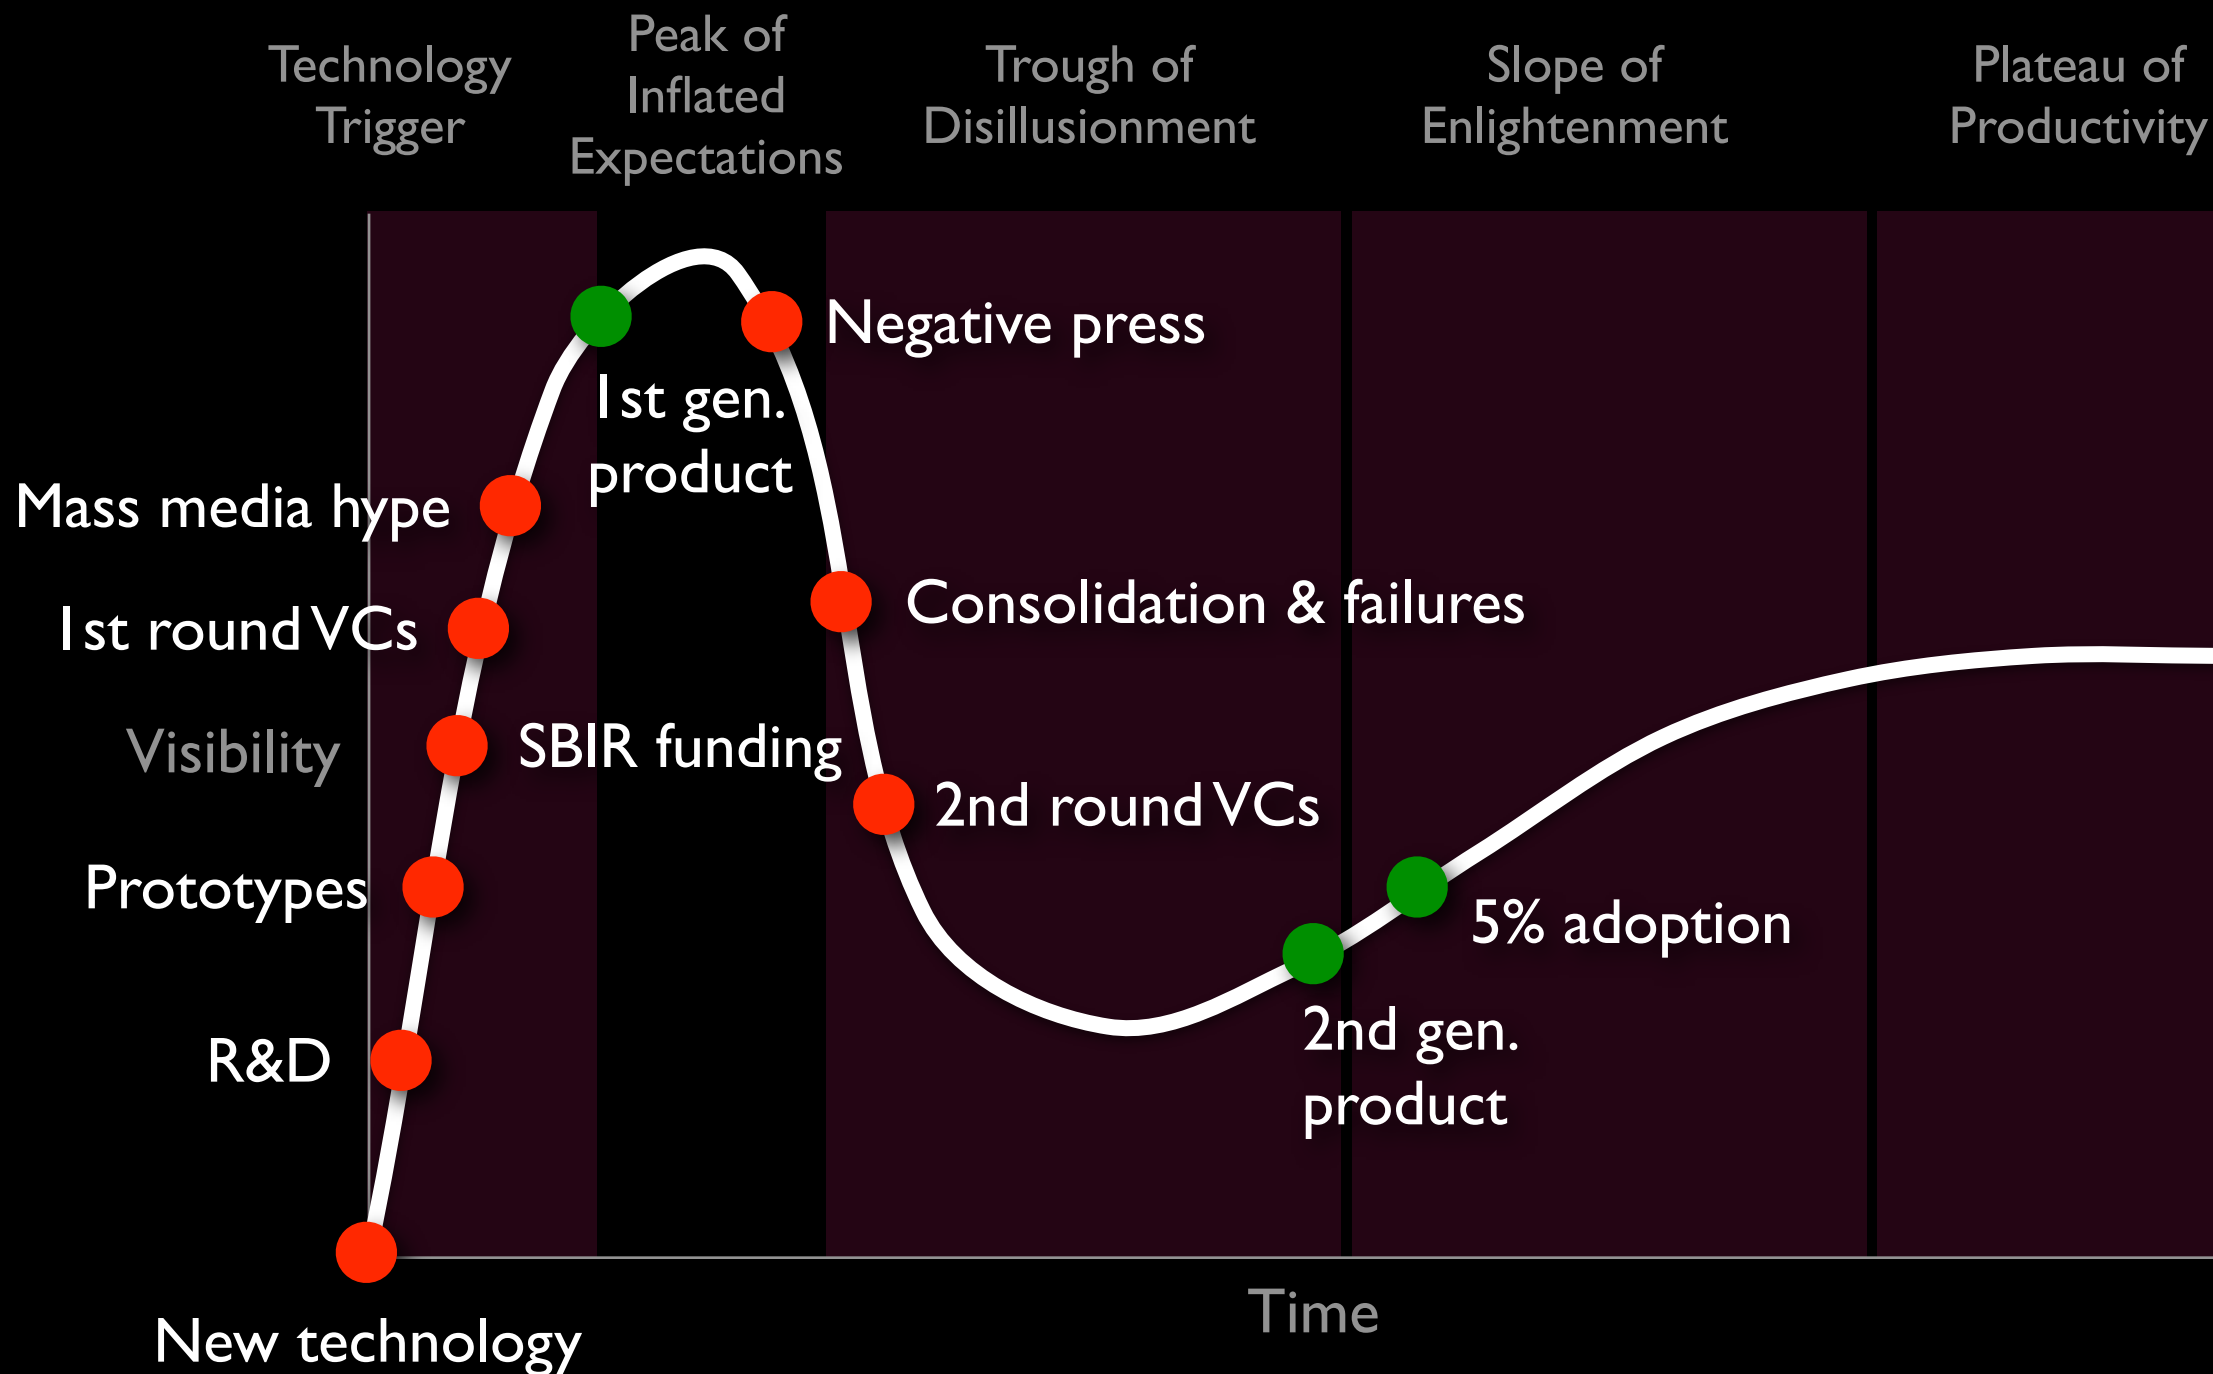 Technology
Trigger
Peak of
Inflated
Expectations
Trough of
Disillusionment
Slope of
Enlightenment
Plateau of
Productivity
Negative press
1st gen.
product
Mass media hype
Consolidation & failures
1st round VCs
Visibility
SBIR funding
2nd round VCs
Prototypes
5% adoption
R&D
2nd gen.
product
Time
New technology